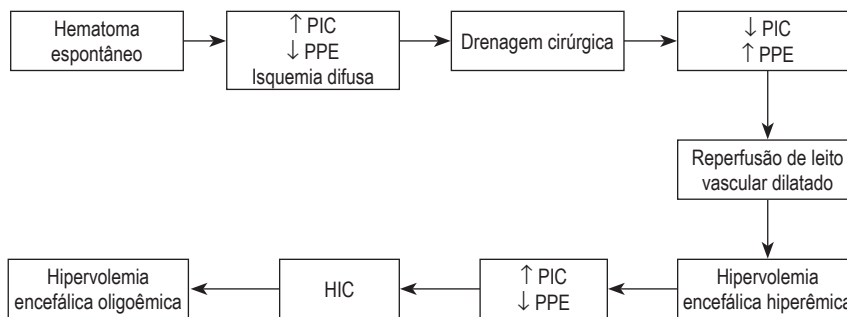 Hematoma
espontâneo
↑ PIC
↓ PPE
Isquemia difusa
Drenagem cirúrgica
↓ PIC
↑ PPE
Reperfusão de leito
vascular dilatado
Hipervolemia
encefálica hiperêmica
↑ PIC
↓ PPE
HIC
Hipervolemia
encefálica oligoêmica